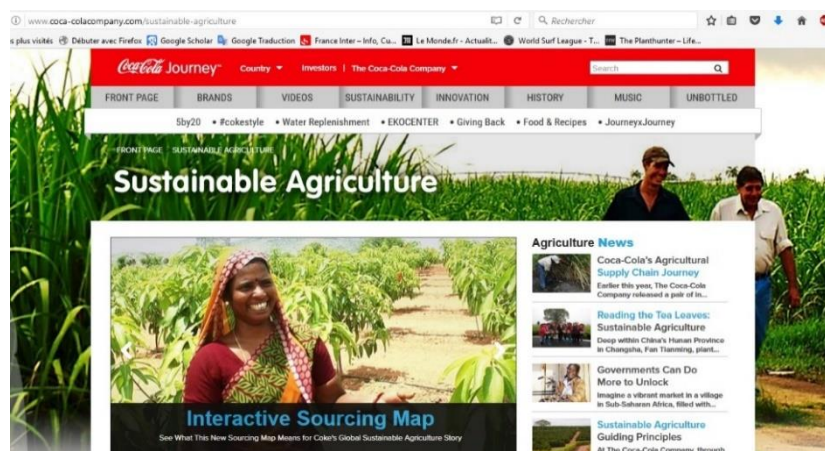 www.coca-colacompany.com/sustainable-agriculture
Rechercher
s plus visités Débuter avec Firefox Google Scholar Google Traduction France Inter – Info, Cu... Le Monde.fr - Actualit... World Surf League - T... The Planthunter – Life...
Coca-Cola Journey Country Investors | The Coca-Cola Company Search
FRONT PAGE BRANDS VIDEOS SUSTAINABILITY INNOVATION HISTORY MUSIC UNBOTTLED
5by20 • #cokestyle • Water Replenishment • EKOCENTER • Giving Back • Food & Recipes • JourneyxJourney
FRONT PAGE SUSTAINABLE AGRICULTURE
Sustainable Agriculture
Interactive Sourcing Map
See What This New Sourcing Map Means for Coke's Global Sustainable Agriculture Story
Agriculture News
Coca-Cola's Agricultural
Supply Chain Journey
Earlier this year, The Coca-Cola
Company released a pair of in...
Reading the Tea Leaves:
Sustainable Agriculture
Deep within China's Hunan Province
in Changsha, Fan Tianming, plant...
Governments Can Do
More to Unlock
Imagine a vibrant market in a village
in Sub-Saharan Africa, filled with...
Sustainable Agriculture
Guiding Principles
At The Coca-Cola Company, through